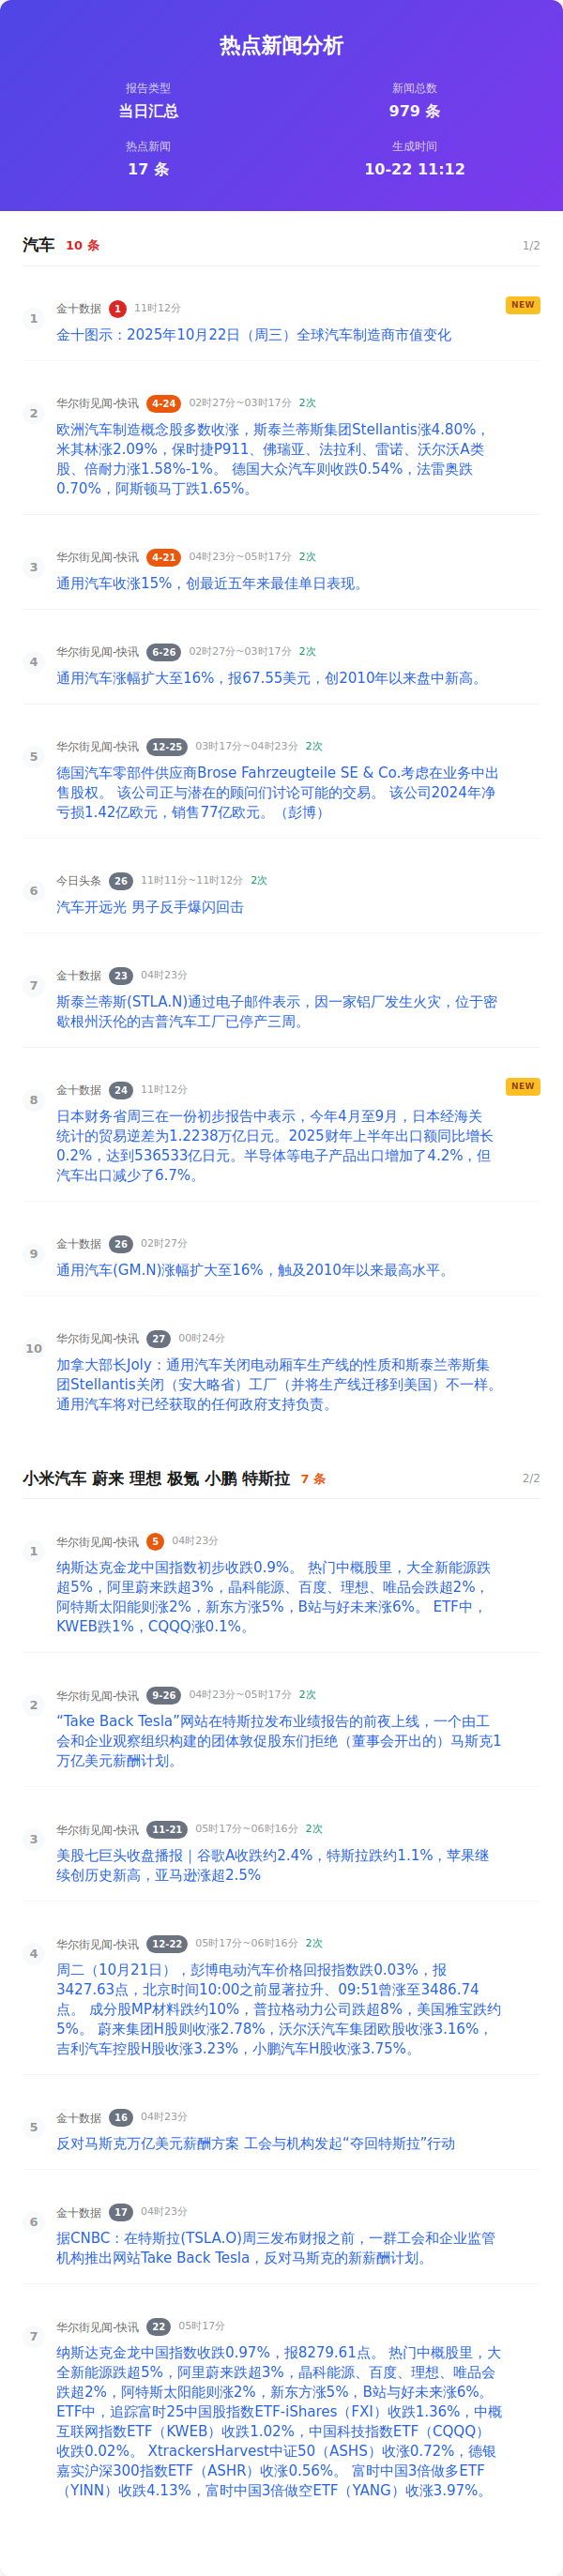 热点新闻分析
报告类型
新闻总数
当日汇总
979 条
热点新闻
生成时间
17 条
10-22 11:12
汽车 10 条 1/2
1 金十数据 1 11时12分 NEW
金十图示：2025年10月22日（周三）全球汽车制造商市值变化
2 华尔街见闻-快讯 4-24 02时27分~03时17分 2次
欧洲汽车制造概念股多数收涨，斯泰兰蒂斯集团Stellantis涨4.80%，
米其林涨2.09%，保时捷P911、佛瑞亚、法拉利、雷诺、沃尔沃A类
股、倍耐力涨1.58%-1%。 德国大众汽车则收跌0.54%，法雷奥跌
0.70%，阿斯顿马丁跌1.65%。
3 华尔街见闻-快讯 4-21 04时23分~05时17分 2次
通用汽车收涨15%，创最近五年来最佳单日表现。
4 华尔街见闻-快讯 6-26 02时27分~03时17分 2次
通用汽车涨幅扩大至16%，报67.55美元，创2010年以来盘中新高。
5 华尔街见闻-快讯 12-25 03时17分~04时23分 2次
德国汽车零部件供应商Brose Fahrzeugteile SE & Co.考虑在业务中出
售股权。 该公司正与潜在的顾问们讨论可能的交易。 该公司2024年净
亏损1.42亿欧元，销售77亿欧元。（彭博）
6 今日头条 26 11时11分~11时12分 2次
汽车开远光 男子反手爆闪回击
7 金十数据 23 04时23分
斯泰兰蒂斯(STLA.N)通过电子邮件表示，因一家铝厂发生火灾，位于密
歇根州沃伦的吉普汽车工厂已停产三周。
8 金十数据 24 11时12分 NEW
日本财务省周三在一份初步报告中表示，今年4月至9月，日本经海关
统计的贸易逆差为1.2238万亿日元。2025财年上半年出口额同比增长
0.2%，达到536533亿日元。半导体等电子产品出口增加了4.2%，但
汽车出口减少了6.7%。
9 金十数据 26 02时27分
通用汽车(GM.N)涨幅扩大至16%，触及2010年以来最高水平。
10 华尔街见闻-快讯 27 00时24分
加拿大部长Joly：通用汽车关闭电动厢车生产线的性质和斯泰兰蒂斯集
团Stellantis关闭（安大略省）工厂（并将生产线迁移到美国）不一样。
通用汽车将对已经获取的任何政府支持负责。
小米汽车 蔚来 理想 极氪 小鹏 特斯拉 7 条 2/2
1 华尔街见闻-快讯 5 04时23分
纳斯达克金龙中国指数初步收跌0.9%。 热门中概股里，大全新能源跌
超5%，阿里蔚来跌超3%，晶科能源、百度、理想、唯品会跌超2%，
阿特斯太阳能则涨2%，新东方涨5%，B站与好未来涨6%。 ETF中，
KWEB跌1%，CQQQ涨0.1%。
2 华尔街见闻-快讯 9-26 04时23分~05时17分 2次
“Take Back Tesla”网站在特斯拉发布业绩报告的前夜上线，一个由工
会和企业观察组织构建的团体敦促股东们拒绝（董事会开出的）马斯克1
万亿美元薪酬计划。
3 华尔街见闻-快讯 11-21 05时17分~06时16分 2次
美股七巨头收盘播报｜谷歌A收跌约2.4%，特斯拉跌约1.1%，苹果继
续创历史新高，亚马逊涨超2.5%
4 华尔街见闻-快讯 12-22 05时17分~06时16分 2次
周二（10月21日），彭博电动汽车价格回报指数跌0.03%，报
3427.63点，北京时间10:00之前显著拉升、09:51曾涨至3486.74
点。 成分股MP材料跌约10%，普拉格动力公司跌超8%，美国雅宝跌约
5%。 蔚来集团H股则收涨2.78%，沃尔沃汽车集团欧股收涨3.16%，
吉利汽车控股H股收涨3.23%，小鹏汽车H股收涨3.75%。
5 金十数据 16 04时23分
反对马斯克万亿美元薪酬方案 工会与机构发起“夺回特斯拉”行动
6 金十数据 17 04时23分
据CNBC：在特斯拉(TSLA.O)周三发布财报之前，一群工会和企业监管
机构推出网站Take Back Tesla，反对马斯克的新薪酬计划。
7 华尔街见闻-快讯 22 05时17分
纳斯达克金龙中国指数收跌0.97%，报8279.61点。 热门中概股里，大
全新能源跌超5%，阿里蔚来跌超3%，晶科能源、百度、理想、唯品会
跌超2%，阿特斯太阳能则涨2%，新东方涨5%，B站与好未来涨6%。
ETF中，追踪富时25中国股指数ETF-iShares（FXI）收跌1.36%，中概
互联网指数ETF（KWEB）收跌1.02%，中国科技指数ETF（CQQQ）
收跌0.02%。 XtrackersHarvest中证50（ASHS）收涨0.72%，德银
嘉实沪深300指数ETF（ASHR）收涨0.56%。 富时中国3倍做多ETF
（YINN）收跌4.13%，富时中国3倍做空ETF（YANG）收涨3.97%。